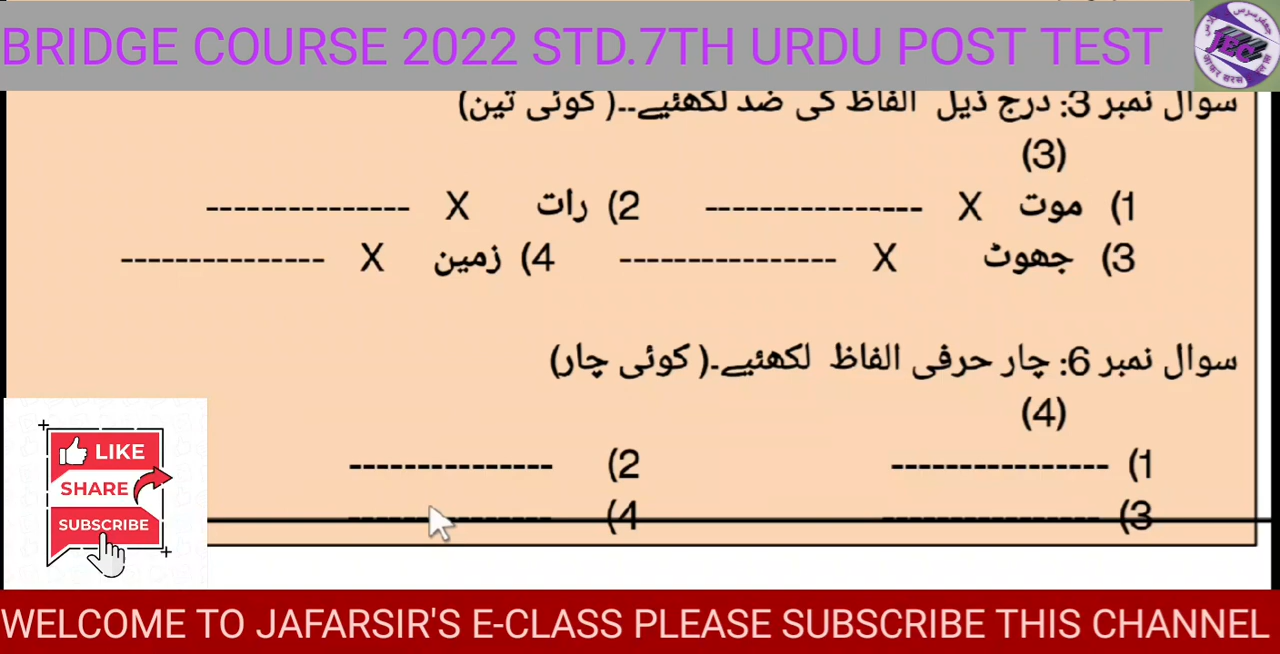 BRIDGE COURSE 2022 STD.7TH URDU POST TEST
JEC
سوال نمبر 3: درج ذیل الفاظ کی ضد لکھئیے۔۔( کوئی تین)
(3)
1) موت X ---------------- 2) رات X ---------------
3) جھوٹ X ---------------- 4) زمین X ---------------
سوال نمبر 6: چار حرفی الفاظ لکھئیے۔( کوئی چار)
(4)
1) ---------------- 2) ---------------
3) ---------------- 4) ---------------
LIKE
SHARE
SUBSCRIBE
WELCOME TO JAFARSIR'S E-CLASS PLEASE SUBSCRIBE THIS CHANNEL